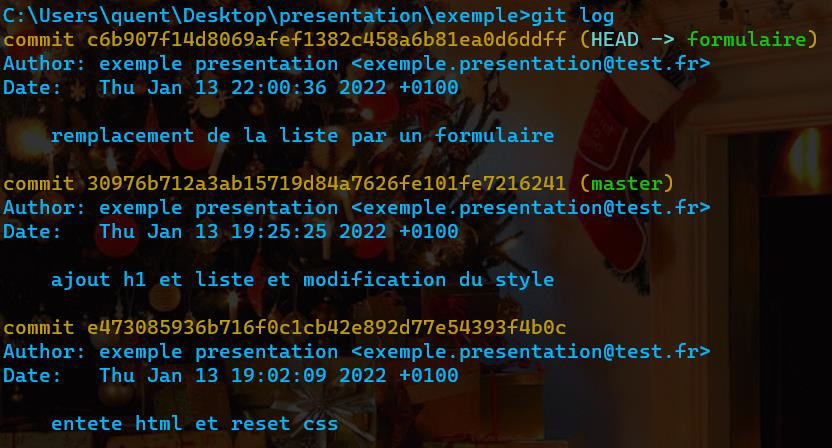 C:\Users\quent\Desktop\presentation\exemple>git log
commit c6b907f14d8069afef1382c458a6b81ea0d6ddff (HEAD -> formulaire)
Author: exemple presentation <exemple.presentation@test.fr>
Date:   Thu Jan 13 22:00:36 2022 +0100
remplacement de la liste par un formulaire
commit 30976b712a3ab15719d84a7626fe101fe7216241 (master)
Author: exemple presentation <exemple.presentation@test.fr>
Date:   Thu Jan 13 19:25:25 2022 +0100
ajout h1 et liste et modification du style
commit e473085936b716f0c1cb42e892d77e54393f4b0c
Author: exemple presentation <exemple.presentation@test.fr>
Date:   Thu Jan 13 19:02:09 2022 +0100
entete html et reset css